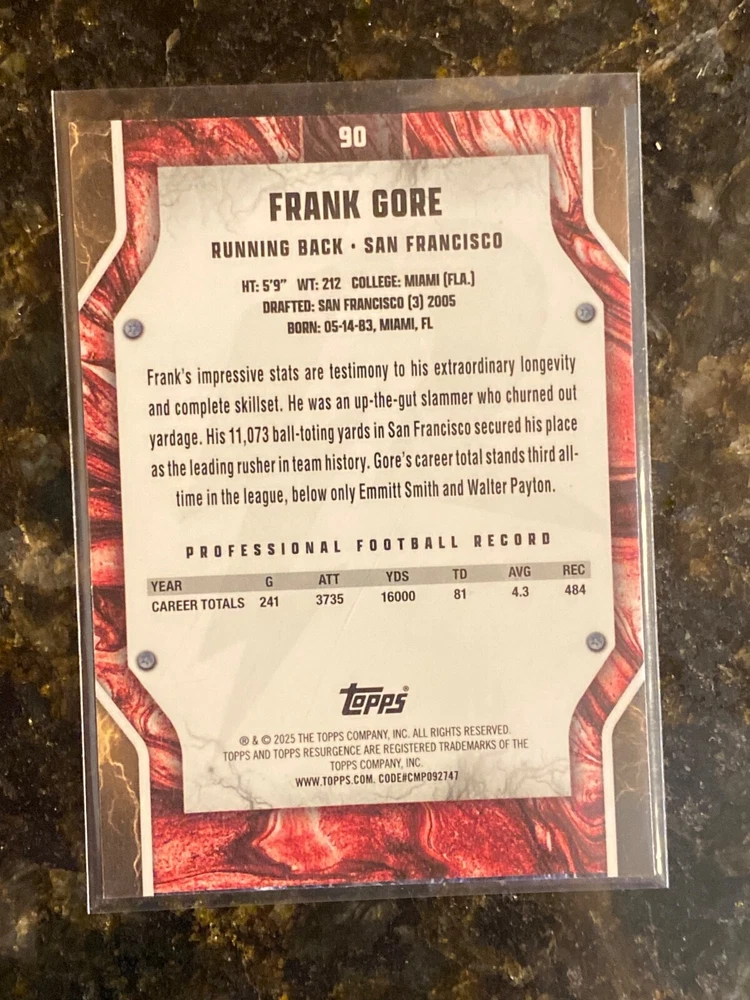 90
FRANK GORE
RUNNING BACK • SAN FRANCISCO
HT: 5'9" WT: 212 COLLEGE: MIAMI (FLA.)
DRAFTED: SAN FRANCISCO (3) 2005
BORN: 05-14-83, MIAMI, FL
Frank's impressive stats are testimony to his extraordinary longevity
and complete skillset. He was an up-the-gut slammer who churned out
yardage. His 11,073 ball-toting yards in San Francisco secured his place
as the leading rusher in team history. Gore's career total stands third all-
time in the league, below only Emmitt Smith and Walter Payton.
PROFESSIONAL FOOTBALL RECORD
YEAR G ATT YDS TD AVG REC
CAREER TOTALS 241 3735 16000 81 4.3 484
TOPPS®
® & © 2025 THE TOPPS COMPANY, INC. ALL RIGHTS RESERVED.
TOPPS AND TOPPS RESURGENCE ARE REGISTERED TRADEMARKS OF THE
TOPPS COMPANY, INC.
WWW.TOPPS.COM. CODE#CMP092747